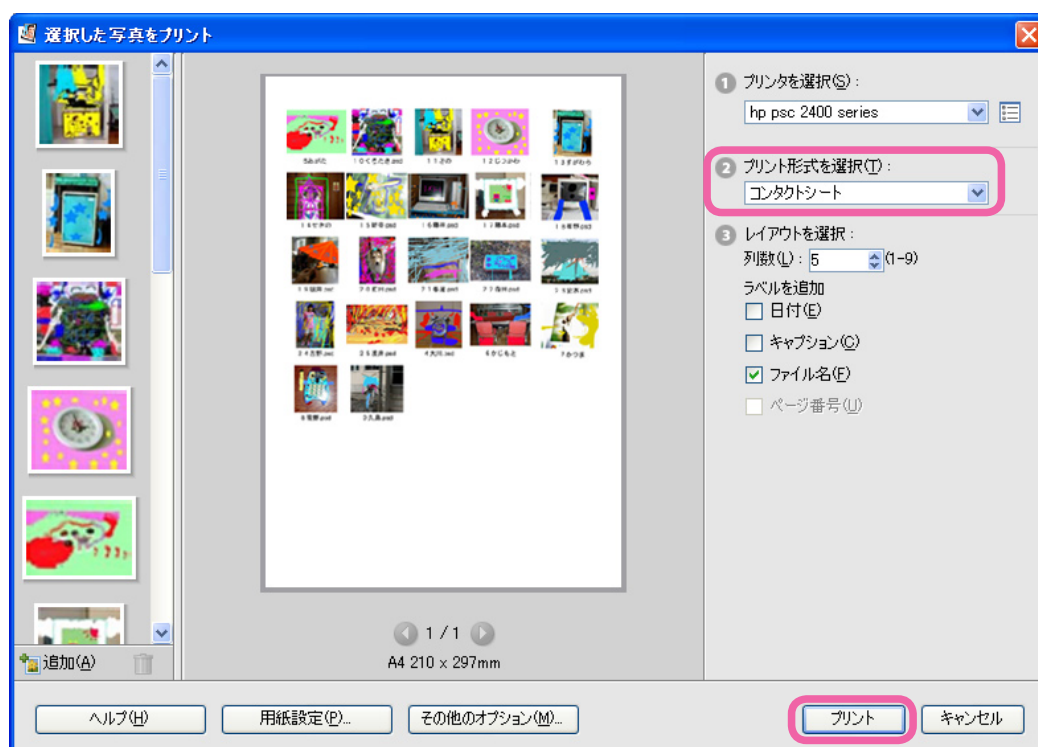 選択した写真をプリント
1 プリンタを選択(S) :
hp psc 2400 series
2 プリント形式を選択(T) :
コンタクトシート
3 レイアウトを選択 :
列数(L) : 5 (1-9)
ラベルを追加
日付(E)
キャプション(C)
ファイル名(F)
ページ番号(U)
1 / 1
A4 210 x 297mm
追加(A)
ヘルプ(H)
用紙設定(P)...
その他のオプション(M)...
プリント
キャンセル